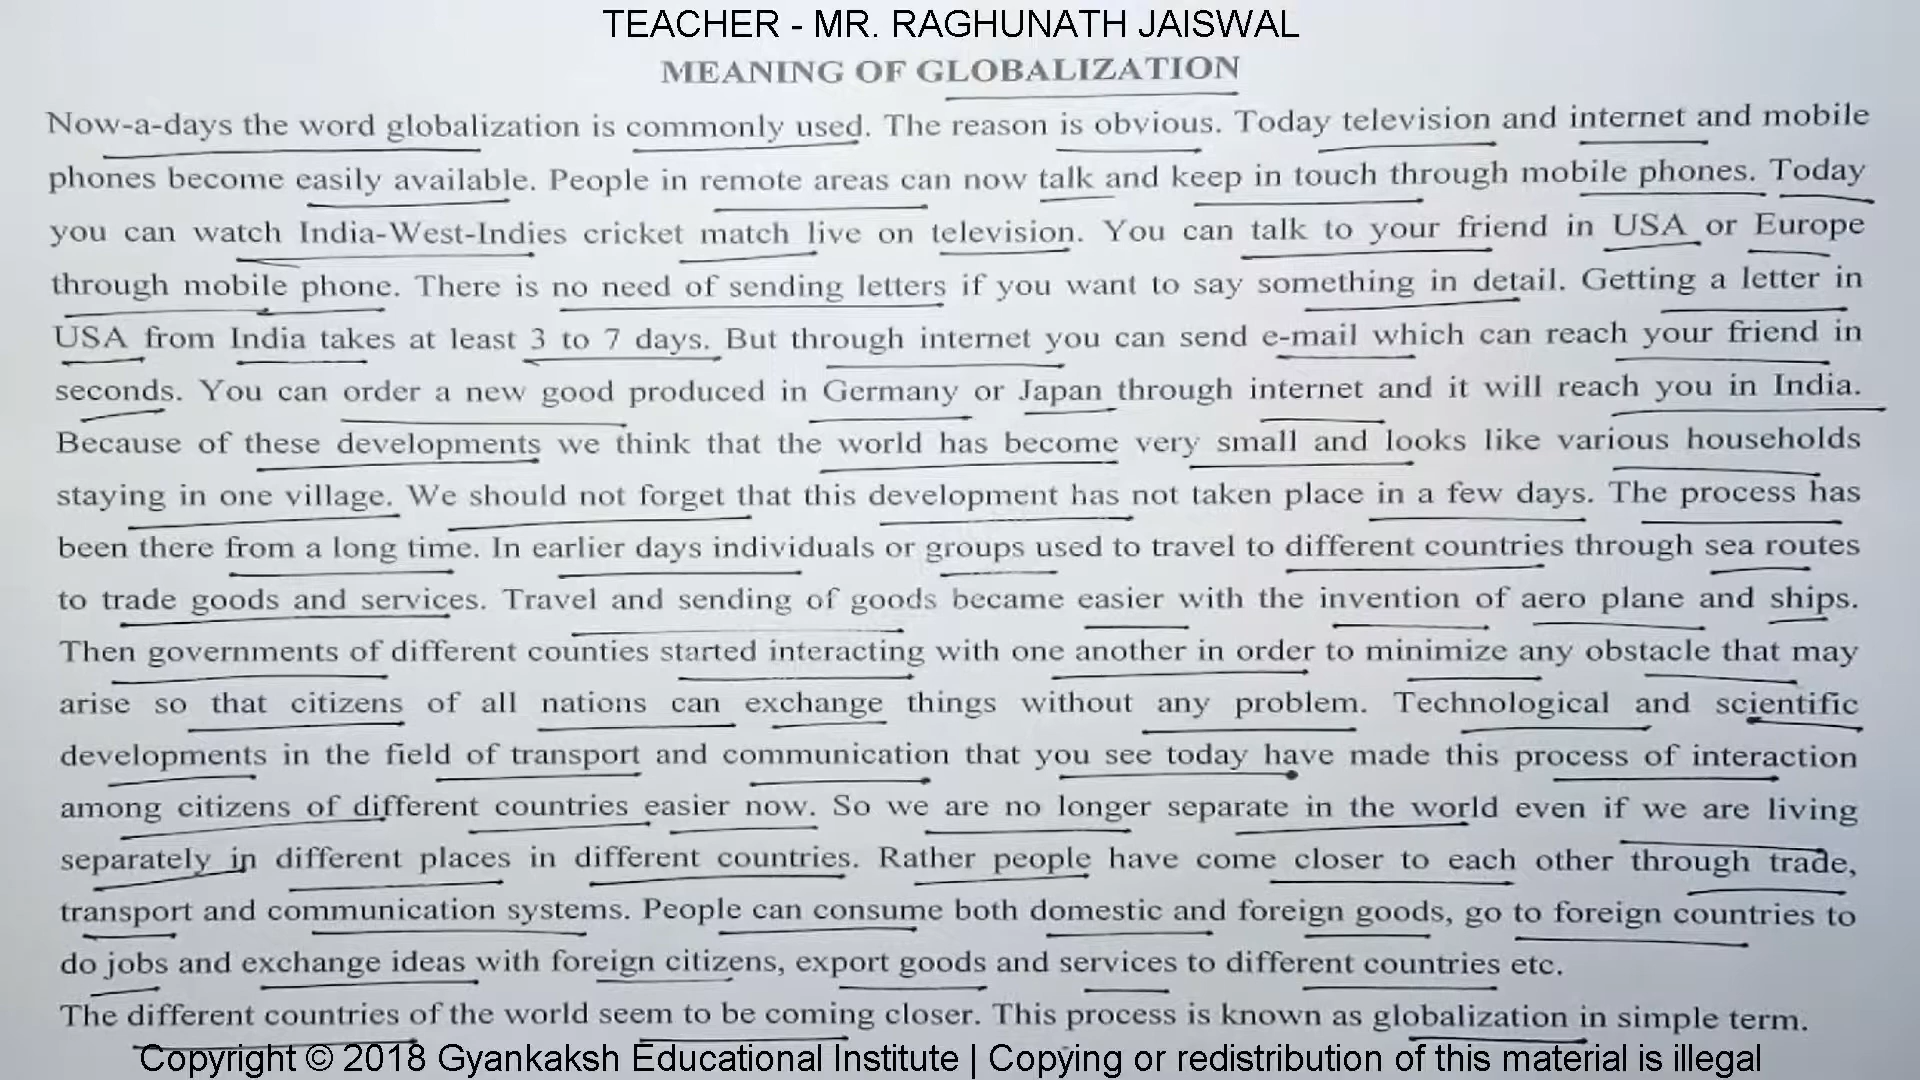 TEACHER - MR. RAGHUNATH JAISWAL
MEANING OF GLOBALIZATION
Now-a-days the word globalization is commonly used. The reason is obvious. Today television and internet and mobile
phones become easily available. People in remote areas can now talk and keep in touch through mobile phones. Today
you can watch India-West-Indies cricket match live on television. You can talk to your friend in USA or Europe
through mobile phone. There is no need of sending letters if you want to say something in detail. Getting a letter in
USA from India takes at least 3 to 7 days. But through internet you can send e-mail which can reach your friend in
seconds. You can order a new good produced in Germany or Japan through internet and it will reach you in India.
Because of these developments we think that the world has become very small and looks like various households
staying in one village. We should not forget that this development has not taken place in a few days. The process has
been there from a long time. In earlier days individuals or groups used to travel to different countries through sea routes
to trade goods and services. Travel and sending of goods became easier with the invention of aero plane and ships.
Then governments of different counties started interacting with one another in order to minimize any obstacle that may
arise so that citizens of all nations can exchange things without any problem. Technological and scientific
developments in the field of transport and communication that you see today have made this process of interaction
among citizens of different countries easier now. So we are no longer separate in the world even if we are living
separately in different places in different countries. Rather people have come closer to each other through trade,
transport and communication systems. People can consume both domestic and foreign goods, go to foreign countries to
do jobs and exchange ideas with foreign citizens, export goods and services to different countries etc.
The different countries of the world seem to be coming closer. This process is known as globalization in simple term.
Copyright © 2018 Gyankaksh Educational Institute | Copying or redistribution of this material is illegal